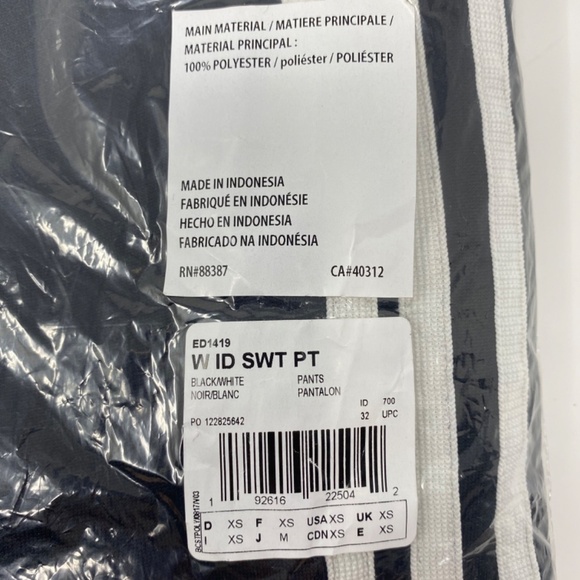 MAIN MATERIAL / MATIERE PRINCIPALE /
MATERIAL PRINCIPAL :
100% POLYESTER / poliéster / POLIÉSTER
MADE IN INDONESIA
FABRIQUÉ EN INDONÉSIE
HECHO EN INDONESIA
FABRICADO NA INDONÉSIA
RN#88387 CA#40312
ED1419
W ID SWT PT
BLACK/WHITE PANTS
NOIR/BLANC PANTALON
ID 700
PO 122825642 32 UPC
1 92616 22504 2
D XS F XS USA XS UK XS
I XS J M CDN XS E XS